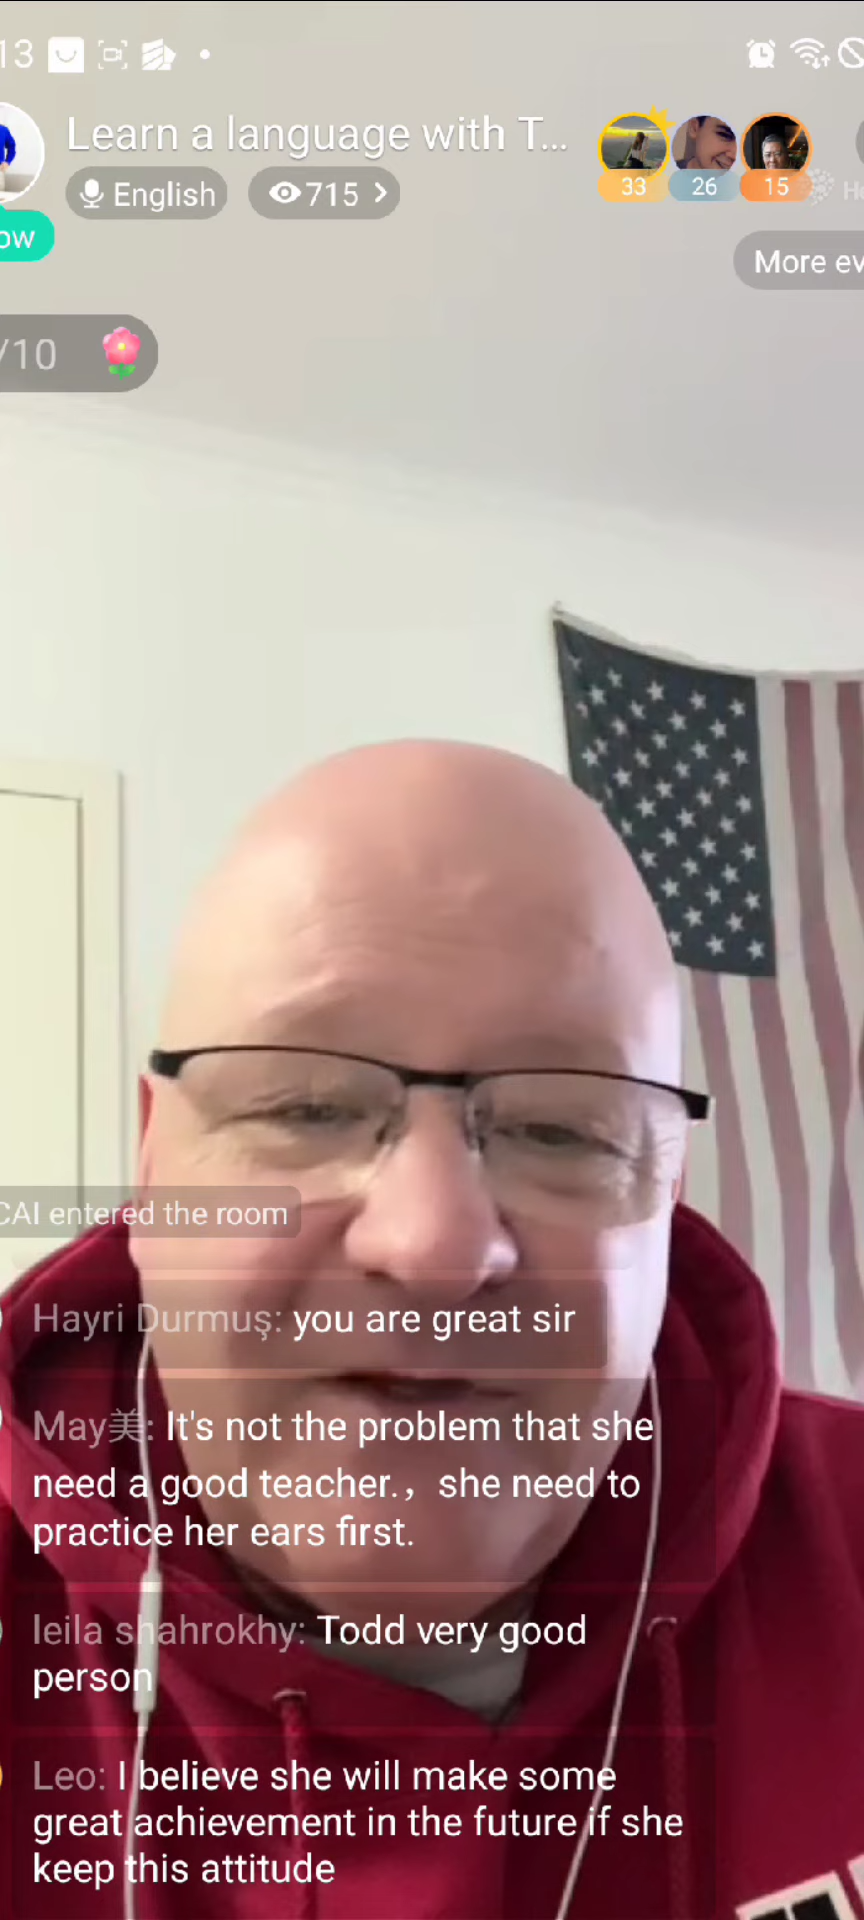 13
Learn a language with T...
33
26
15
English
715
ow
More ev
/10
CAI entered the room
Hayri Durmuş: you are great sir
May美: It's not the problem that she
need a good teacher.，she need to
practice her ears first.
leila shahrokhy: Todd very good
person
Leo: I believe she will make some
great achievement in the future if she
keep this attitude